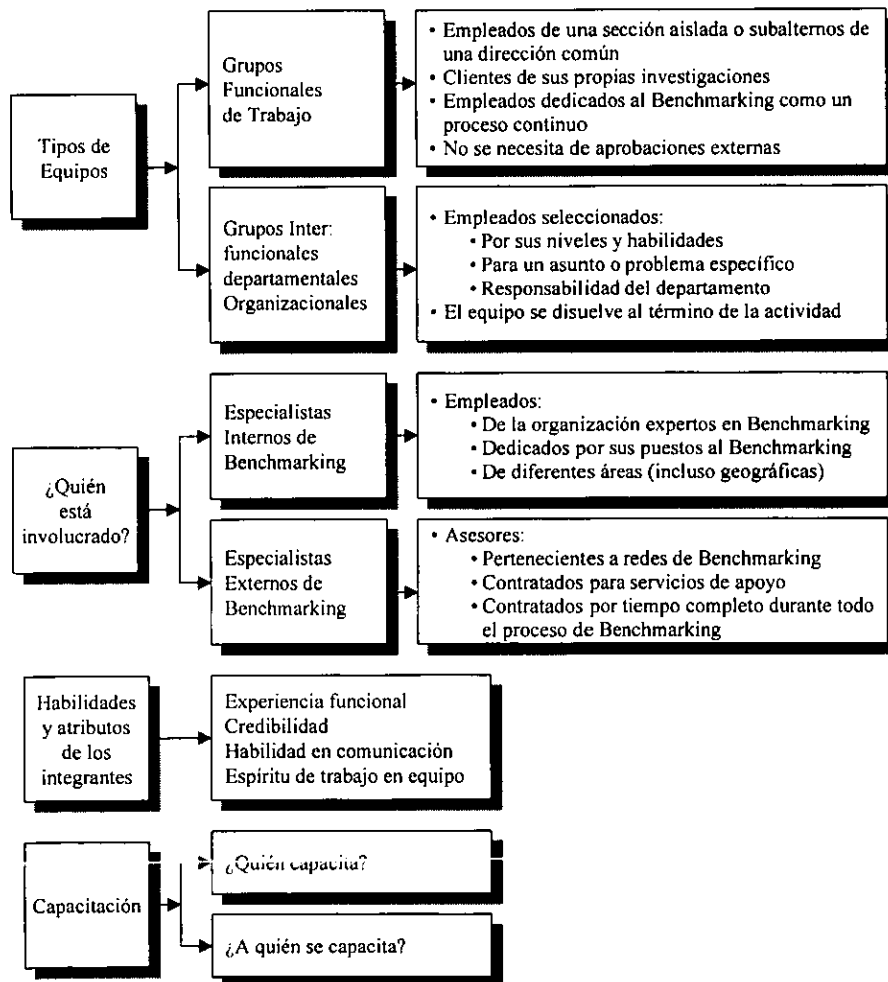 Tipos de
Equipos
Grupos
Funcionales
de Trabajo
• Empleados de una sección aislada o subalternos de
una dirección común
• Clientes de sus propias investigaciones
• Empleados dedicados al Benchmarking como un
proceso continuo
• No se necesita de aprobaciones externas
Grupos Inter:
funcionales
departamentales
Organizacionales
• Empleados seleccionados:
• Por sus niveles y habilidades
• Para un asunto o problema específico
• Responsabilidad del departamento
• El equipo se disuelve al término de la actividad
¿Quién
está
involucrado?
Especialistas
Internos de
Benchmarking
• Empleados:
• De la organización expertos en Benchmarking
• Dedicados por sus puestos al Benchmarking
• De diferentes áreas (incluso geográficas)
Especialistas
Externos de
Benchmarking
• Asesores:
• Pertenecientes a redes de Benchmarking
• Contratados para servicios de apoyo
• Contratados por tiempo completo durante todo
el proceso de Benchmarking
Habilidades
y atributos
de los
integrantes
Experiencia funcional
Credibilidad
Habilidad en comunicación
Espíritu de trabajo en equipo
Capacitación
¿Quién capacita?
¿A quién se capacita?